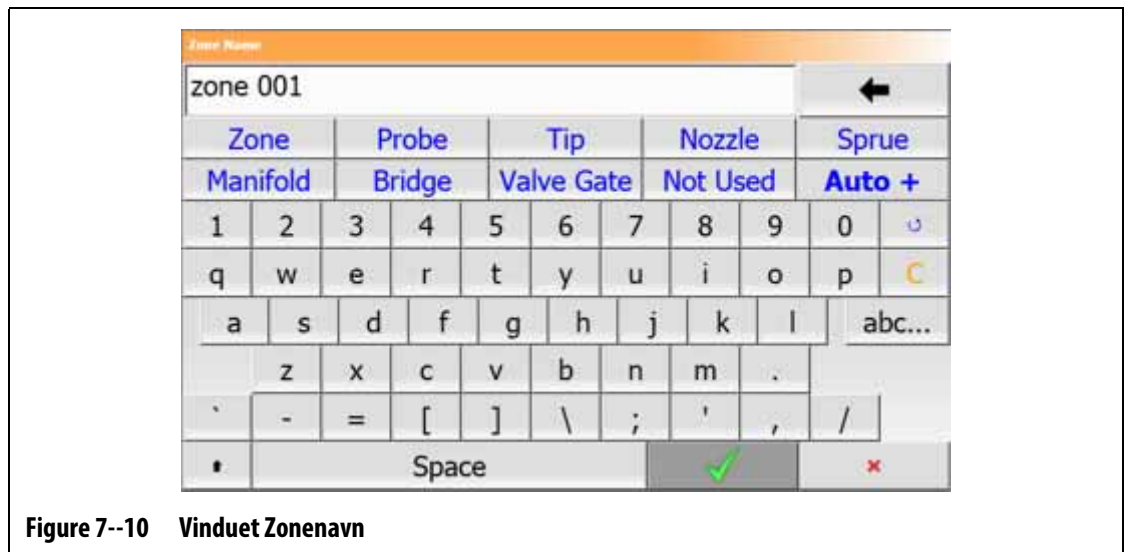 Zone Name
zone 001
Zone Probe Tip Nozzle Sprue
Manifold Bridge Valve Gate Not Used Auto +
1 2 3 4 5 6 7 8 9 0
q w e r t y u i o p C
a s d f g h j k l abc...
z x c v b n m .
` - = [ ] \ ; ' , /
Space
Figure 7--10 Vinduet Zonenavn